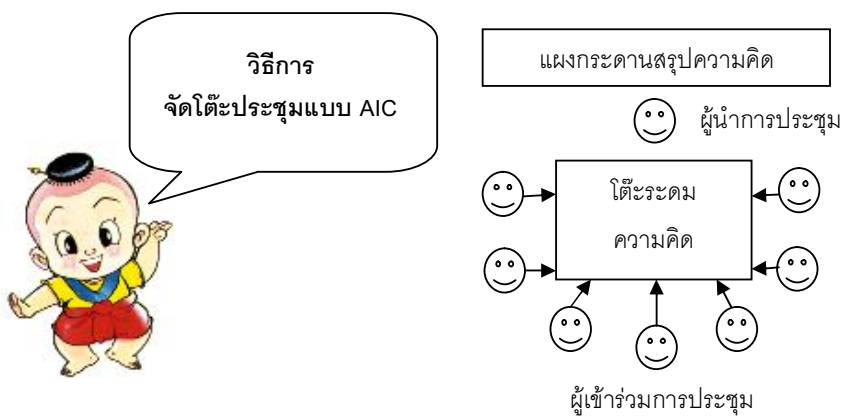 วิธีการ
จัดโต๊ะประชุมแบบ AIC
แผงกระดานสรุปความคิด
ผู้นำการประชุม
โต๊ะระดม
ความคิด
ผู้เข้าร่วมการประชุม